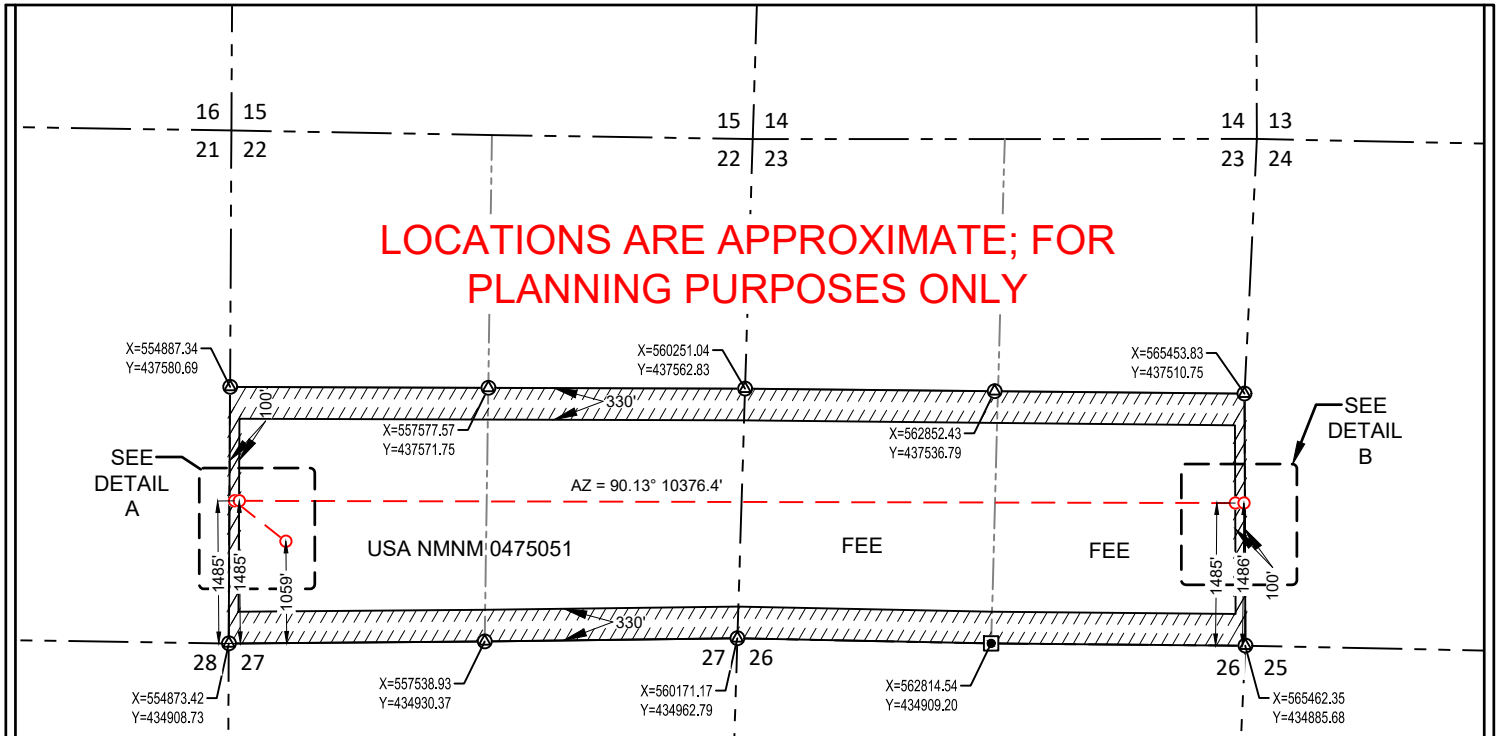 16 15
15 14
14 13
21 22
22 23
23 24
LOCATIONS ARE APPROXIMATE; FOR
PLANNING PURPOSES ONLY
X=554887.34
Y=437580.69
X=560251.04
Y=437562.83
X=565453.83
Y=437510.75
100'
330'
X=557577.57
Y=437571.75
X=562852.43
Y=437536.79
SEE
DETAIL
A
SEE
DETAIL
B
AZ = 90.13° 10376.4'
USA NMNM 0475051
FEE
FEE
1485'
1485'
1059'
1485'
1486'
100'
330'
28 27
27 26
26 25
X=554873.42
Y=434908.73
X=557538.93
Y=434930.37
X=560171.17
Y=434962.79
X=562814.54
Y=434909.20
X=565462.35
Y=434885.68